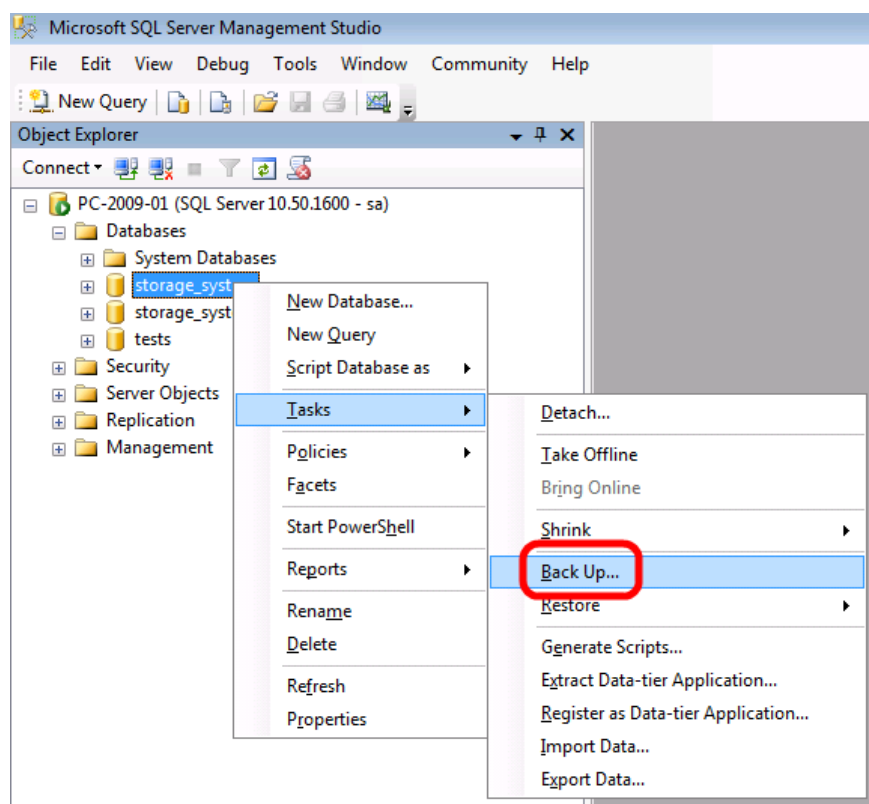 Microsoft SQL Server Management Studio
File Edit View Debug Tools Window Community Help
New Query
Object Explorer
Connect
PC-2009-01 (SQL Server 10.50.1600 - sa)
Databases
System Databases
storage_syst
storage_syst
tests
Security
Server Objects
Replication
Management
New Database...
New Query
Script Database as
Tasks
Policies
Facets
Start PowerShell
Reports
Rename
Delete
Refresh
Properties
Detach...
Take Offline
Bring Online
Shrink
Back Up...
Restore
Generate Scripts...
Extract Data-tier Application...
Register as Data-tier Application...
Import Data...
Export Data...